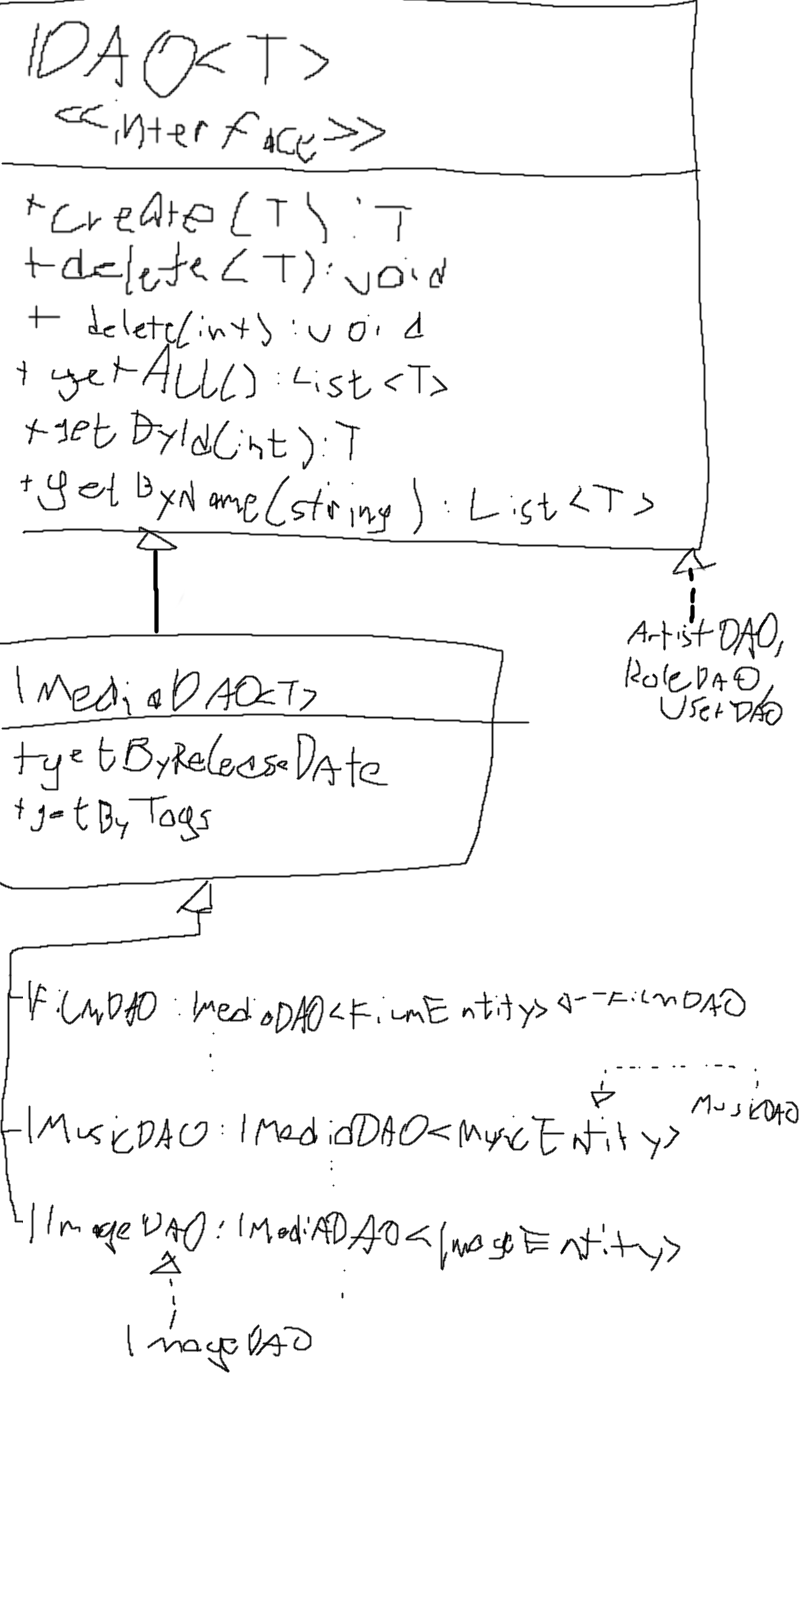 IDAO<T>
<<interface>>
+create(T):T
+delete(T):void
+ delete(int):void
+ getAll():List<T>
+getById(int):T
+getByName(string):List<T>
ArtistDAO,
RoleDAO,
UserDAO
IMediaDAO<T>
+getByReleaseDate
+getByTags
IFilmDAO:IMediaDAO<FilmEntity> FilmDAO
MusicDAO
IMusicDAO:IMediaDAO<MusicEntity>
IImageDAO:IMediaDAO<ImageEntity>
ImageDAO